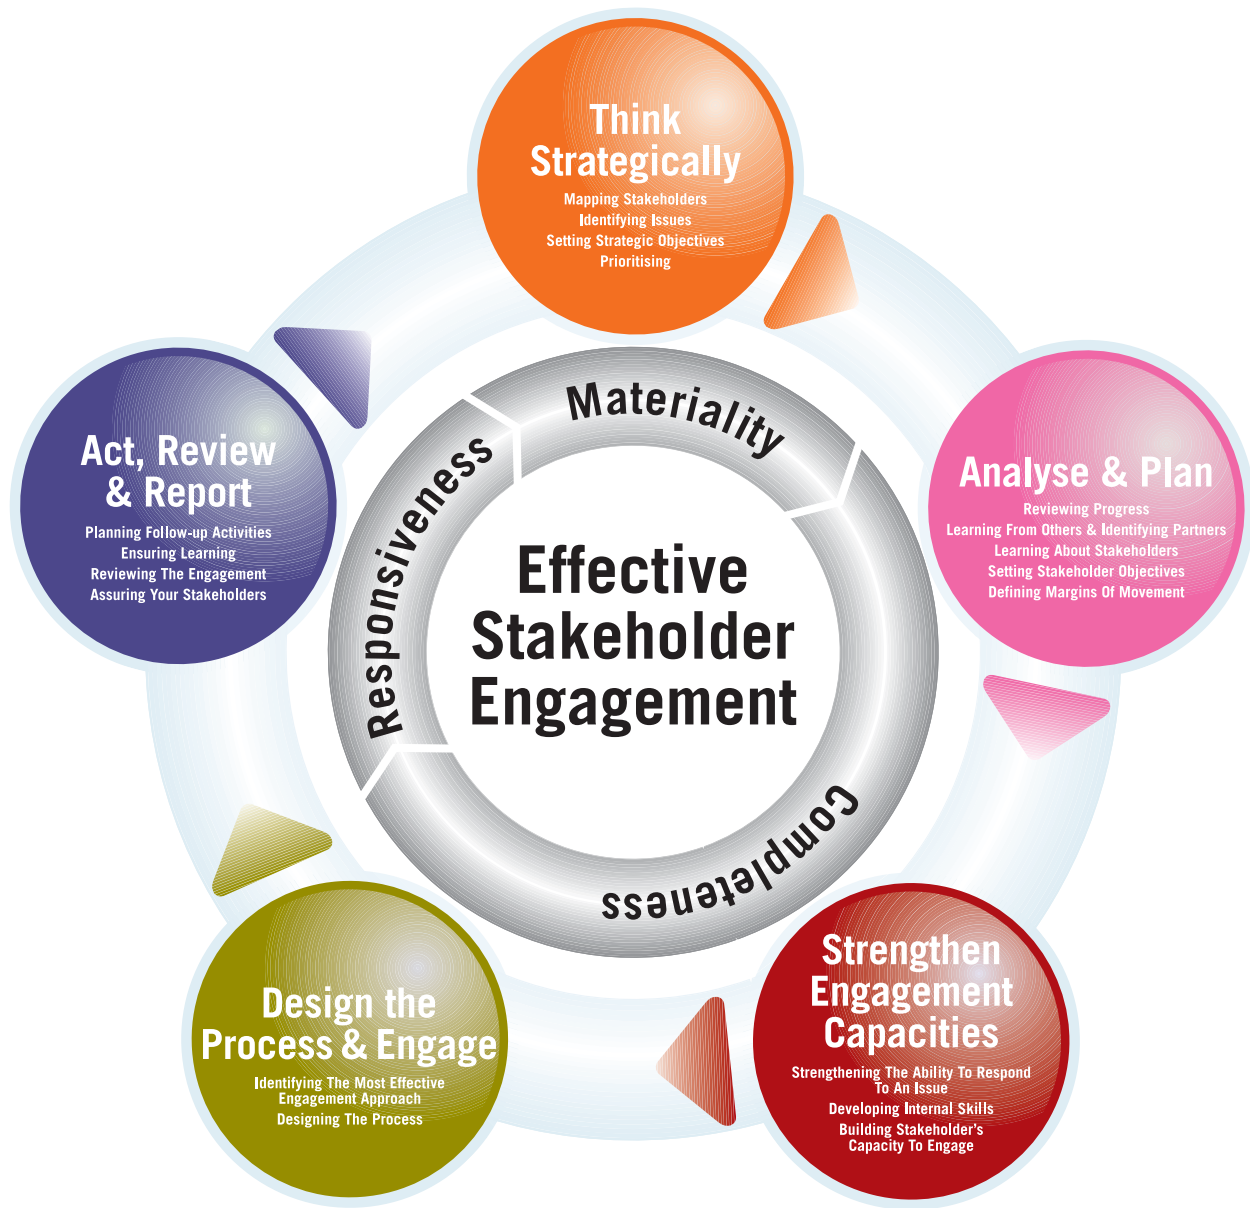 Think
Strategically
Mapping Stakeholders
Identifying Issues
Setting Strategic Objectives
Prioritising
Analyse & Plan
Reviewing Progress
Learning From Others & Identifying Partners
Learning About Stakeholders
Setting Stakeholder Objectives
Defining Margins Of Movement
Strengthen
Engagement
Capacities
Strengthening The Ability To Respond
To An Issue
Developing Internal Skills
Building Stakeholder's
Capacity To Engage
Design the
Process & Engage
Identifying The Most Effective
Engagement Approach
Designing The Process
Act, Review
& Report
Planning Follow-up Activities
Ensuring Learning
Reviewing The Engagement
Assuring Your Stakeholders
Materiality
Completeness
Responsiveness
Effective
Stakeholder
Engagement